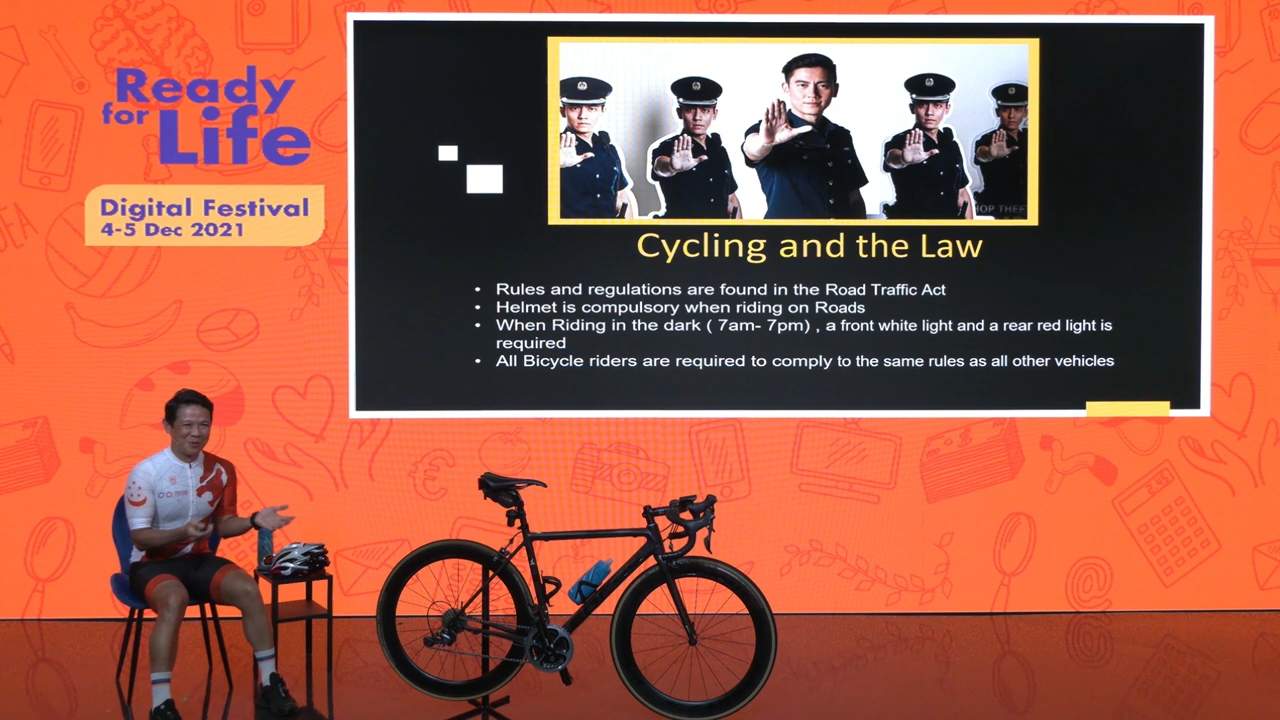 Ready
for
Life
Digital Festival
4-5 Dec 2021
HOP THEF
Cycling and the Law
• Rules and regulations are found in the Road Traffic Act
• Helmet is compulsory when riding on Roads
• When Riding in the dark ( 7am- 7pm) , a front white light and a rear red light is
required
• All Bicycle riders are required to comply to the same rules as all other vehicles